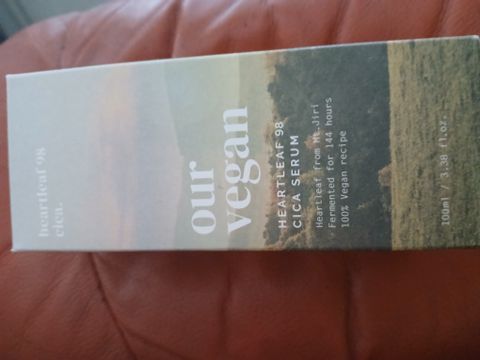 heartleaf 98
cica.
our
vegan
HEARTLEAF 98
CICA SERUM
Heartleaf from Mt.Jiri
Fermented for 144 hours
100% Vegan recipe
100ml / 3.38 fl.oz.